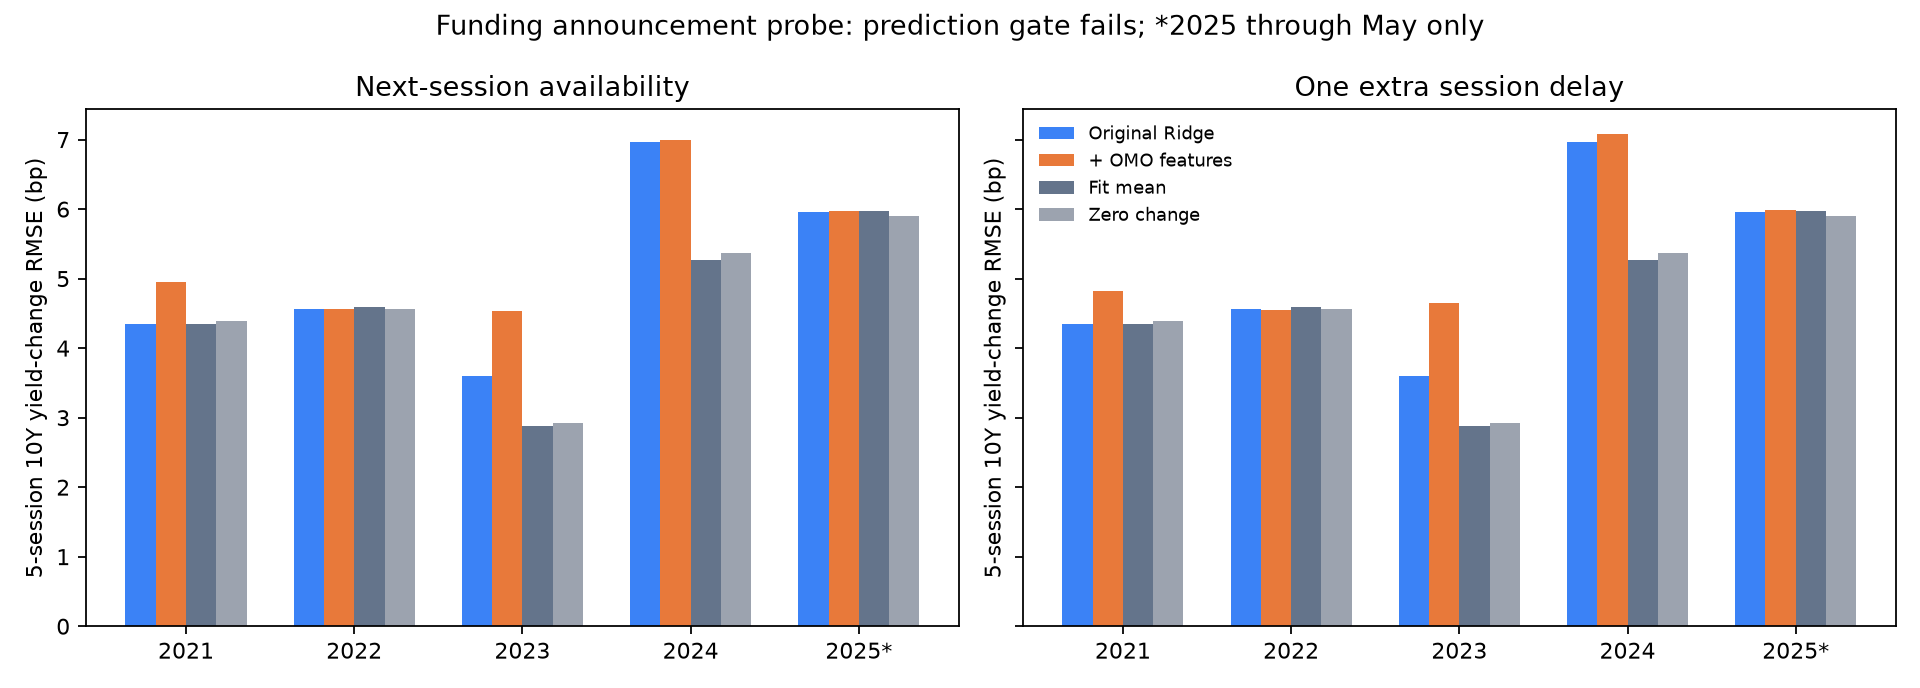 Funding announcement probe: prediction gate fails; *2025 through May only
Next-session availability
5-session 10Y yield-change RMSE (bp)
7
6
5
4
3
2
1
0
2021
2022
2023
2024
2025*
One extra session delay
5-session 10Y yield-change RMSE (bp)
Original Ridge
+ OMO features
Fit mean
Zero change
2021
2022
2023
2024
2025*